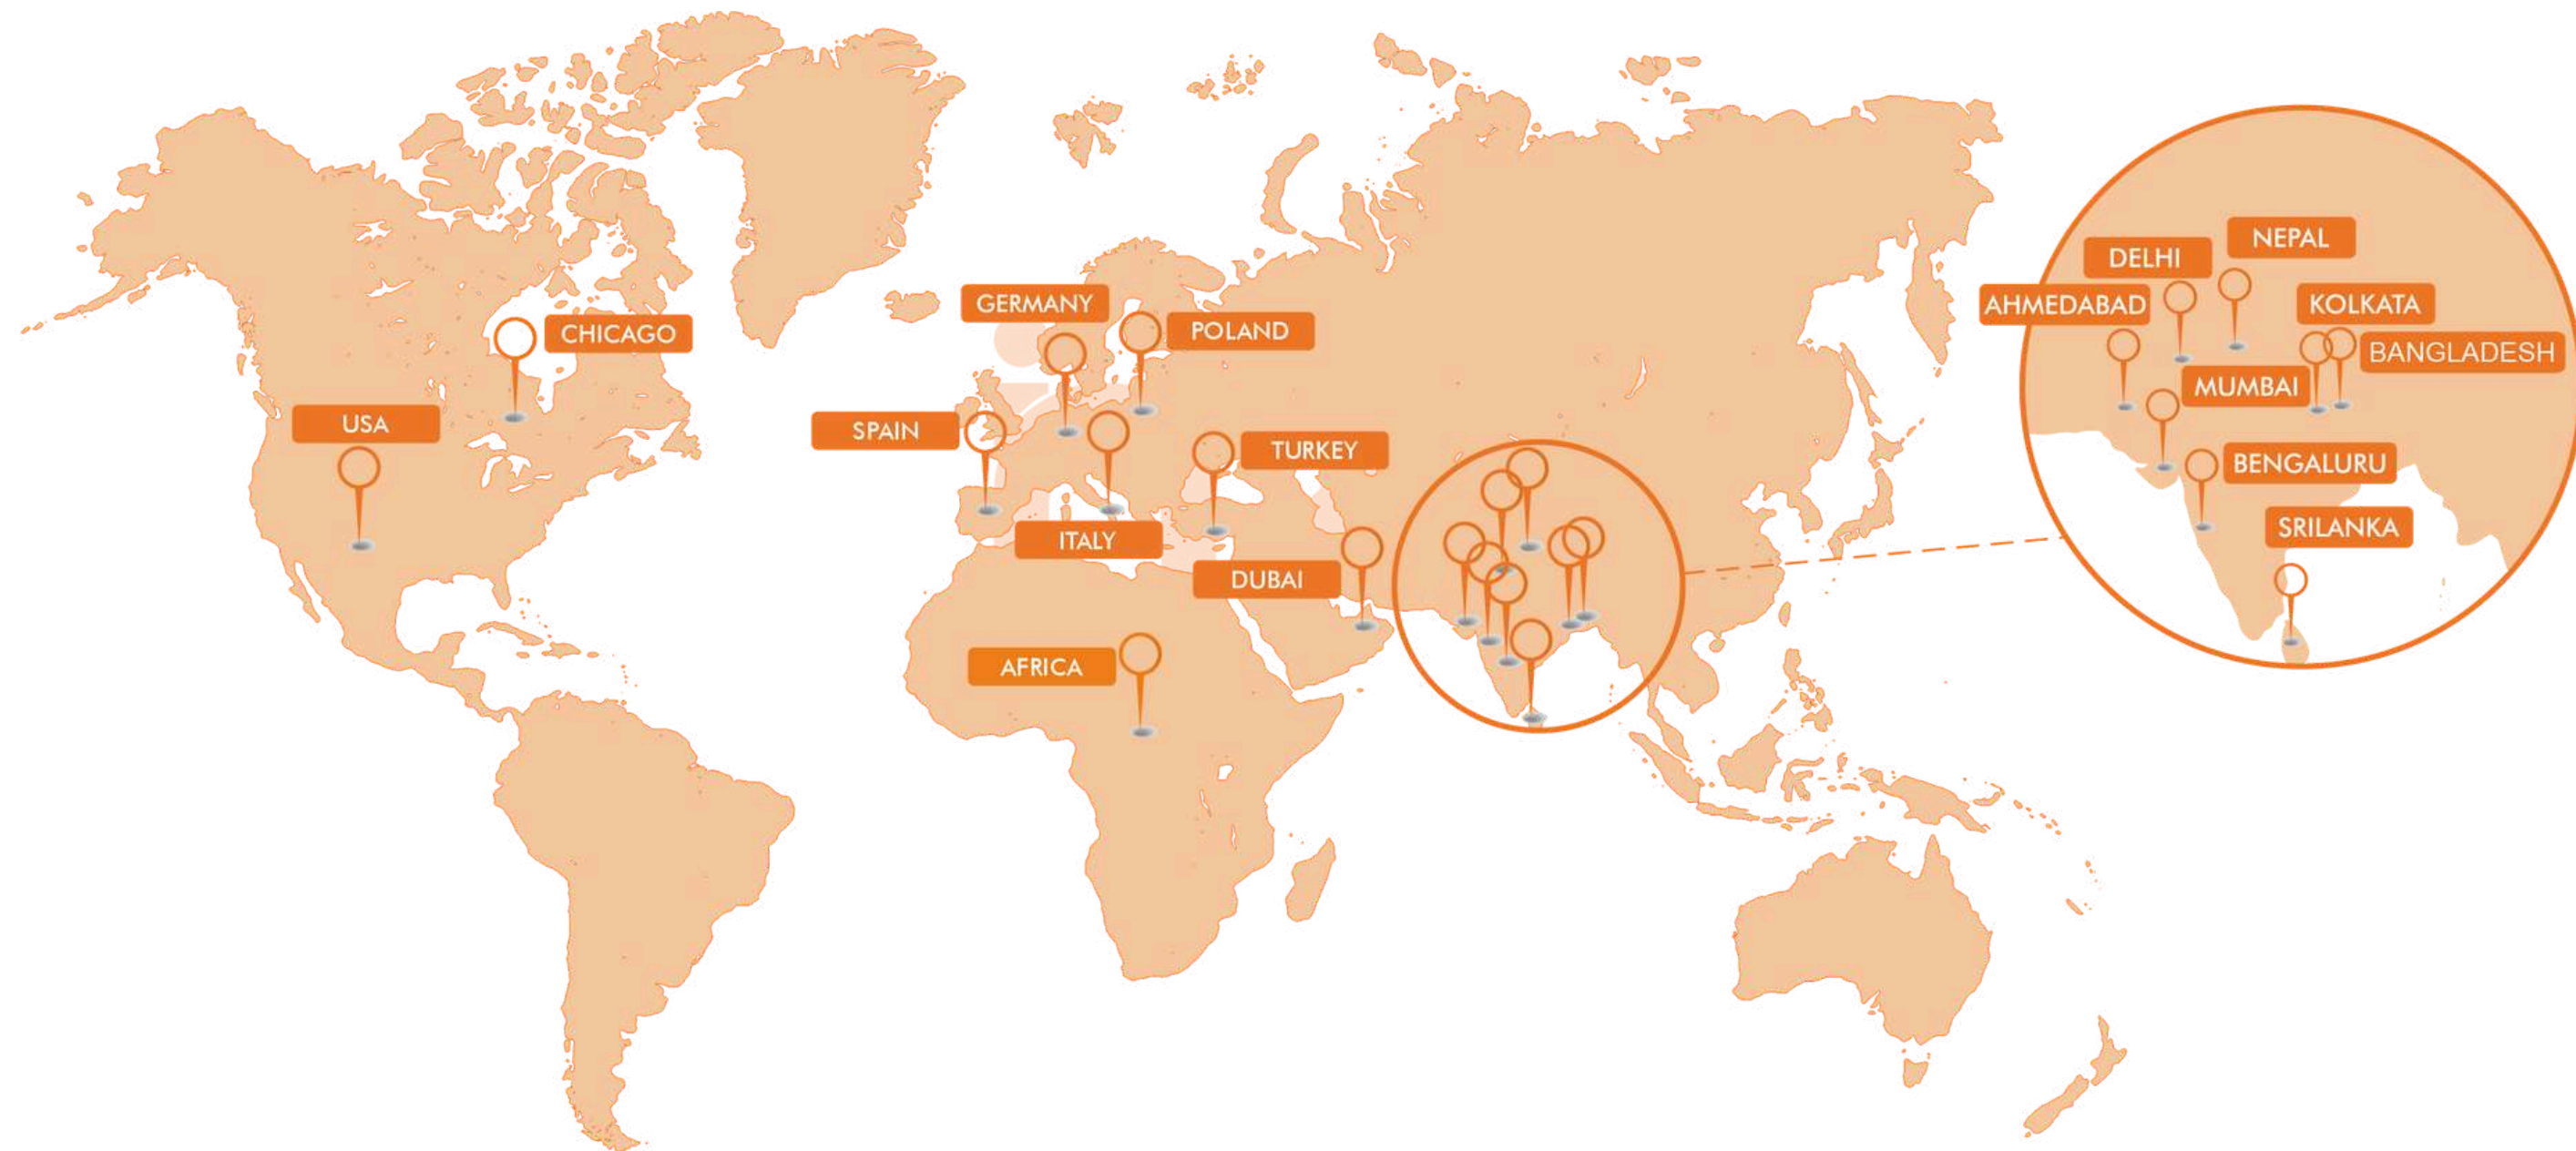 CHICAGO
USA
GERMANY
POLAND
SPAIN
TURKEY
ITALY
DUBAI
AFRICA
NEPAL
DELHI
AHMEDABAD
KOLKATA
BANGLADESH
MUMBAI
BENGALURU
SRILANKA